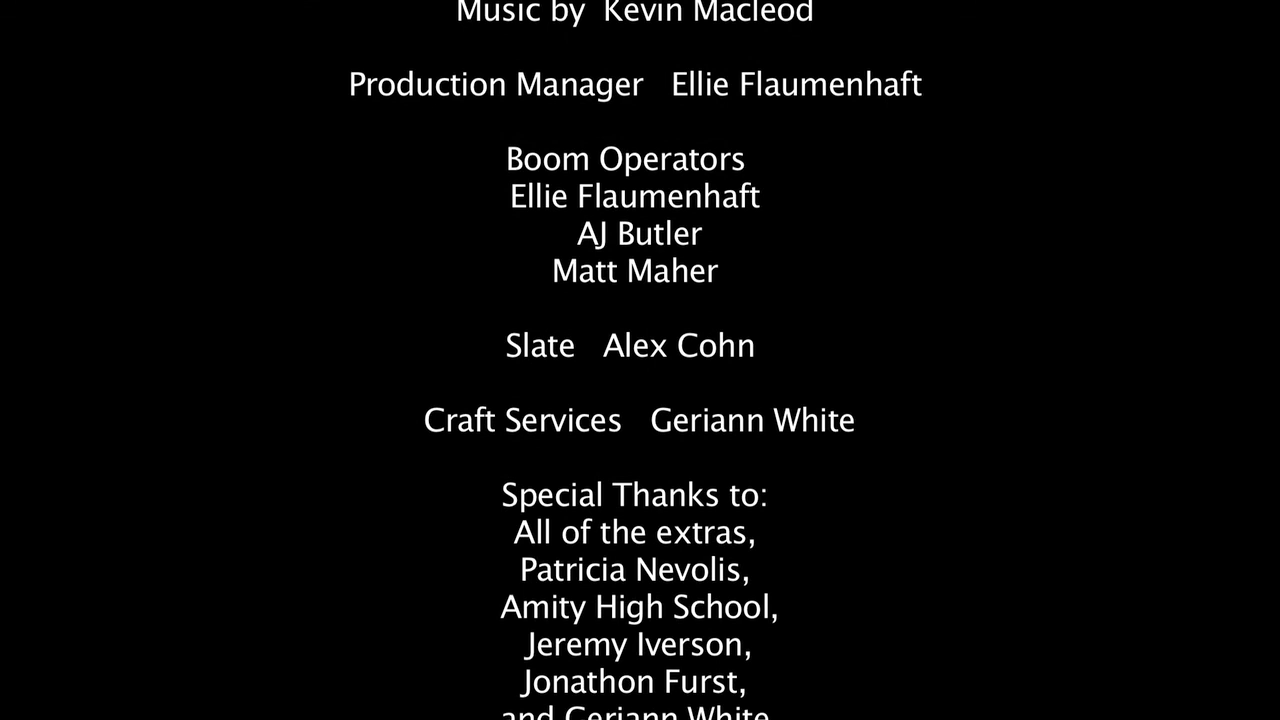 Music by Kevin Macleod
Production Manager Ellie Flaumenhaft
Boom Operators
Ellie Flaumenhaft
AJ Butler
Matt Maher
Slate Alex Cohn
Craft Services Geriann White
Special Thanks to:
All of the extras,
Patricia Nevolis,
Amity High School,
Jeremy Iverson,
Jonathon Furst,
and Geriann White